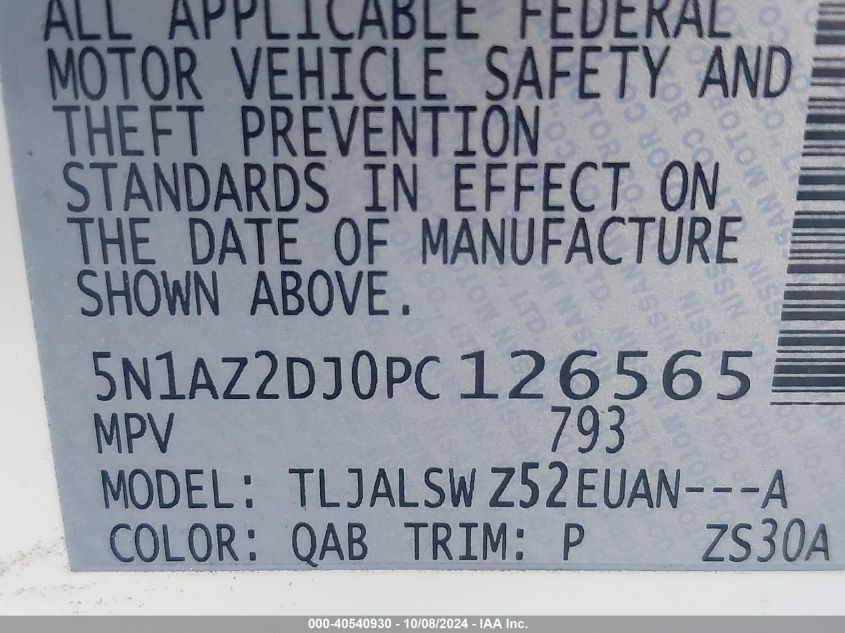 ALL APPLICABLE FEDERAL
MOTOR VEHICLE SAFETY AND
THEFT PREVENTION
STANDARDS IN EFFECT ON
THE DATE OF MANUFACTURE
SHOWN ABOVE.
5N1AZ2DJ0PC126565
MPV 793
MODEL: TLJALSW Z52EUAN---A
COLOR: QAB TRIM: P ZS30A
000-40540930 - 10/08/2024 - IAA Inc.